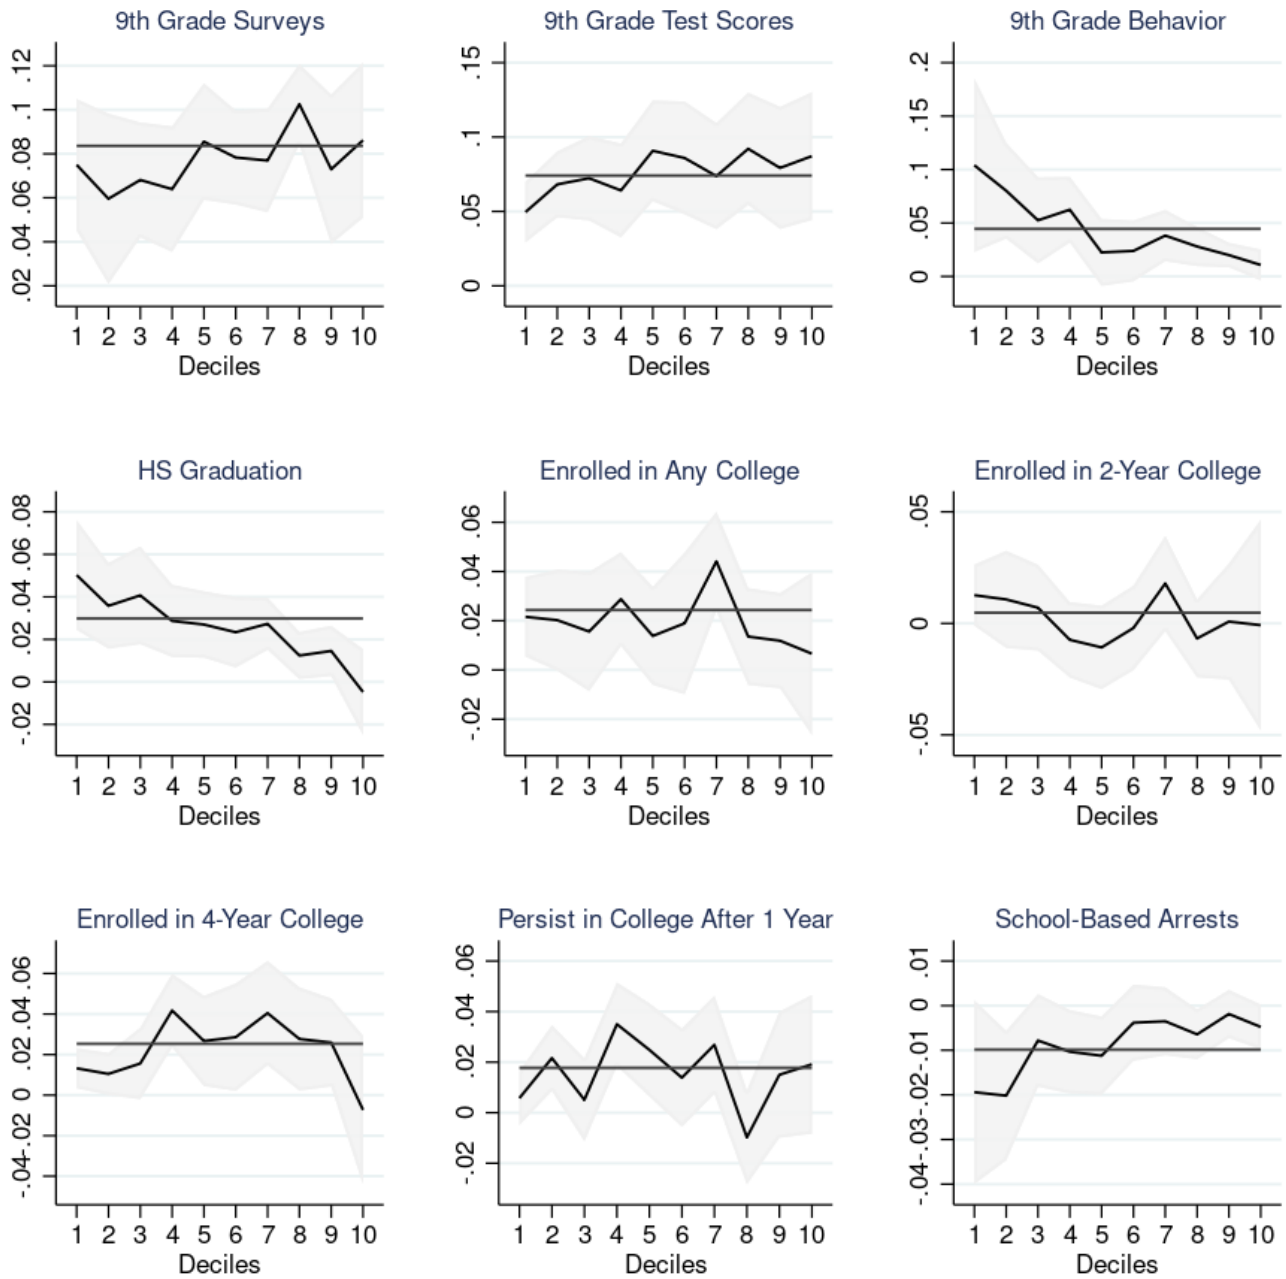 9th Grade Surveys
.02 .04 .06 .08 .1 .12
1 2 3 4 5 6 7 8 9 10
Deciles
9th Grade Test Scores
0 .05 .1 .15
1 2 3 4 5 6 7 8 9 10
Deciles
9th Grade Behavior
0 .05 .1 .15 .2
1 2 3 4 5 6 7 8 9 10
Deciles
HS Graduation
-.02 0 .02 .04 .06 .08
1 2 3 4 5 6 7 8 9 10
Deciles
Enrolled in Any College
-.02 0 .02 .04 .06
1 2 3 4 5 6 7 8 9 10
Deciles
Enrolled in 2-Year College
-.05 0 .05
1 2 3 4 5 6 7 8 9 10
Deciles
Enrolled in 4-Year College
-.04 -.02 0 .02 .04 .06
1 2 3 4 5 6 7 8 9 10
Deciles
Persist in College After 1 Year
-.02 0 .02 .04 .06
1 2 3 4 5 6 7 8 9 10
Deciles
School-Based Arrests
-.04 -.03 -.02 -.01 0 .01
1 2 3 4 5 6 7 8 9 10
Deciles